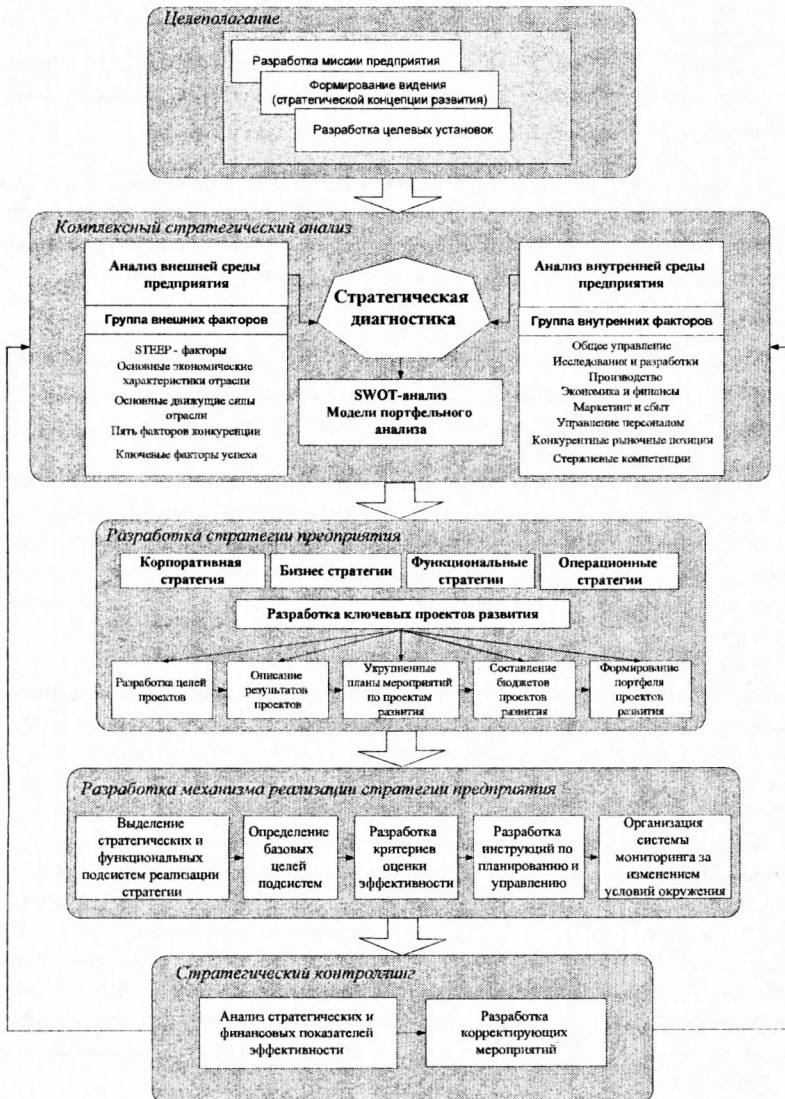 Целеполагание
Разработка миссии предприятия
Формирование видения
(стратегической концепции развития)
Разработка целевых установок
Комплексный стратегический анализ
Анализ внешней среды
предприятия
Группа внешних факторов
STEEP - факторы
Основные экономические
характеристики отрасли
Основные движущие силы
отрасли
Пять факторов конкуренции
Ключевые факторы успеха
Стратегическая
диагностика
SWOT-анализ
Модели портфельного
анализа
Анализ внутренней среды
предприятия
Группа внутренних факторов
Общее управление
Исследования и разработки
Производство
Экономика и финансы
Маркетинг и сбыт
Управление персоналом
Конкурентные рыночные позиции
Стержневые компетенции
Разработка стратегии предприятия
Корпоративная
стратегия
Бизнес стратегии
Функциональные
стратегии
Операционные
стратегии
Разработка ключевых проектов развития
Разработка целей
проектов
Описание
результатов
проектов
Укрупненные
планы мероприятий
по проектам
развития
Составление
бюджетов
проектов
развития
Формирование
портфеля
проектов
развития
Разработка механизма реализации стратегии предприятия
Выделение
стратегических и
функциональных
подсистем реализации
стратегии
Определение
базовых
целей
подсистем
Разработка
критериев
оценки
эффективности
Разработка
инструкций по
планированию и
управлению
Организация
системы
мониторинга за
изменением
условий окружения
Стратегический контроллинг
Анализ стратегических и
финансовых показателей
эффективности
Разработка
корректирующих
мероприятий